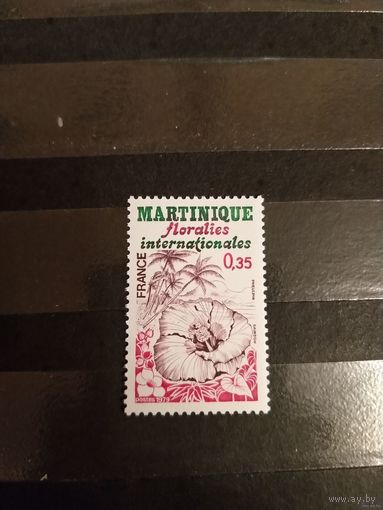 MARTINIQUE
floralies
internationales
0,35
FRANCE
postes 1979
www.ay.by